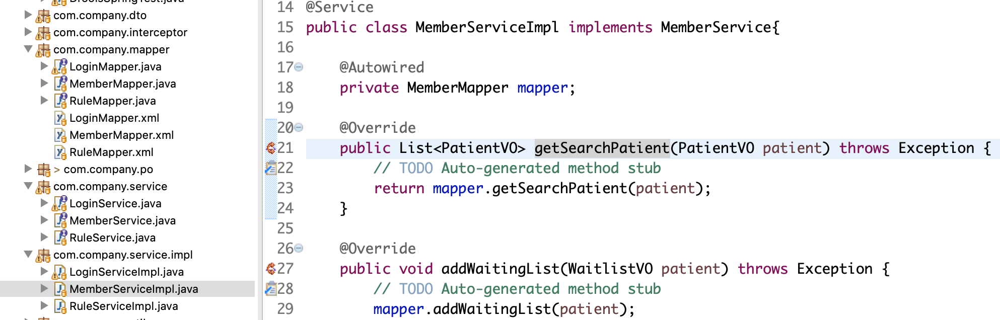 com.company.dto
com.company.interceptor
com.company.mapper
LoginMapper.java
MemberMapper.java
RuleMapper.java
LoginMapper.xml
MemberMapper.xml
RuleMapper.xml
> com.company.po
com.company.service
LoginService.java
MemberService.java
RuleService.java
com.company.service.impl
LoginServiceImpl.java
MemberServiceImpl.java
RuleServiceImpl.java
14 @Service
15 public class MemberServiceImpl implements MemberService{
16
17 @Autowired
18 private MemberMapper mapper;
19
20 @Override
21 public List<PatientVO> getSearchPatient(PatientVO patient) throws Exception {
22 // TODO Auto-generated method stub
23 return mapper.getSearchPatient(patient);
24 }
25
26 @Override
27 public void addWaitingList(WaitlistVO patient) throws Exception {
28 // TODO Auto-generated method stub
29 mapper.addWaitingList(patient);